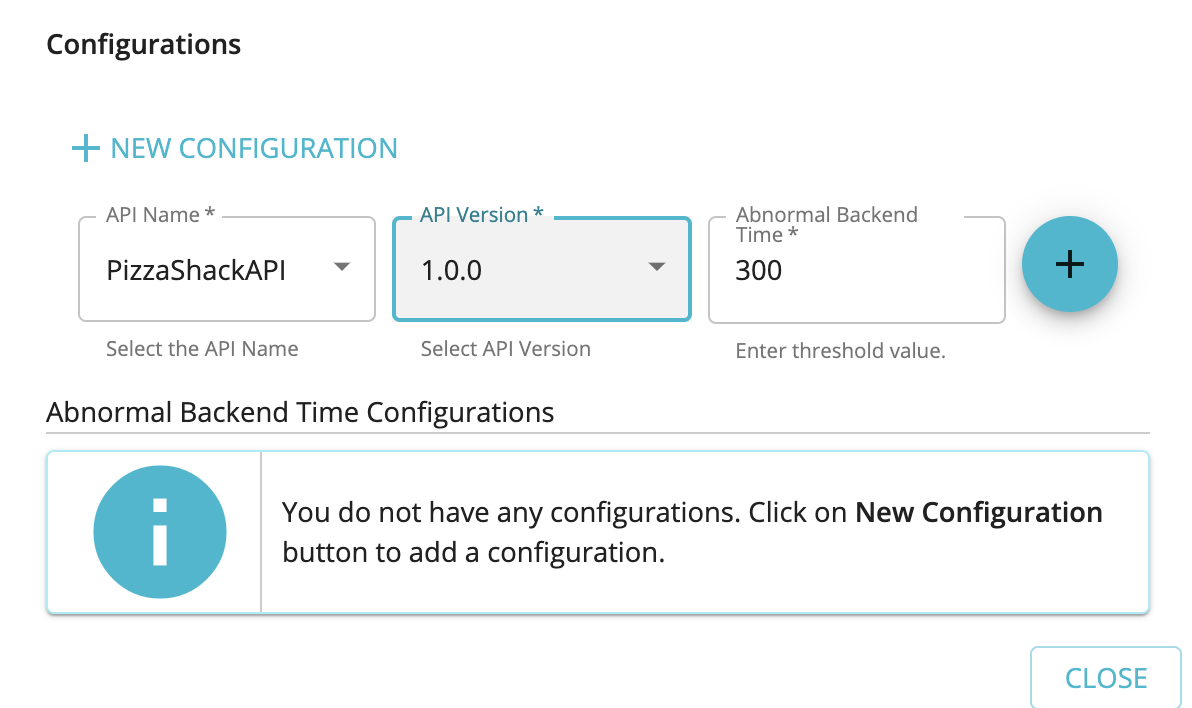 Configurations
+ NEW CONFIGURATION
API Name *
PizzaShackAPI
Select the API Name
API Version *
1.0.0
Select API Version
Abnormal Backend
Time *
300
Enter threshold value.
+
Abnormal Backend Time Configurations
i
You do not have any configurations. Click on New Configuration
button to add a configuration.
CLOSE